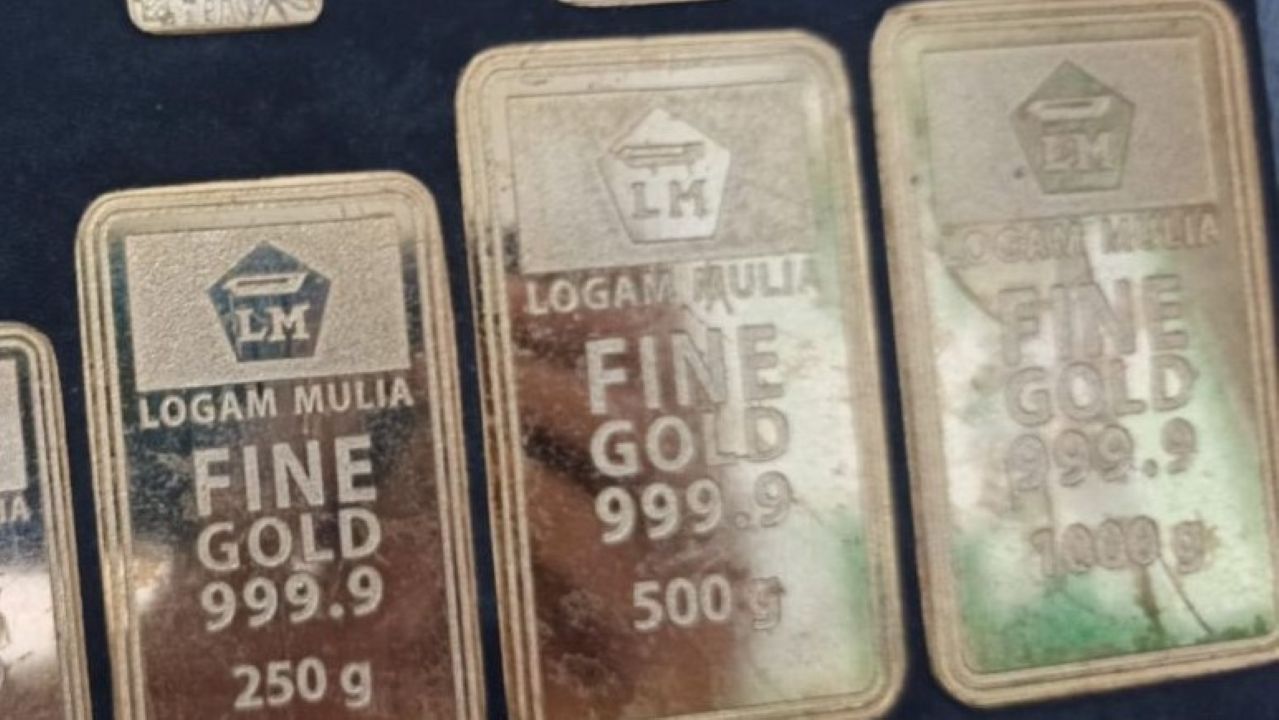 LM
LOGAM MULIA
FINE
GOLD
999.9
250 g
LM
LOGAM MULIA
FINE
GOLD
999.9
500 g
LM
LOGAM MULIA
FINE
GOLD
999.9
1000 g